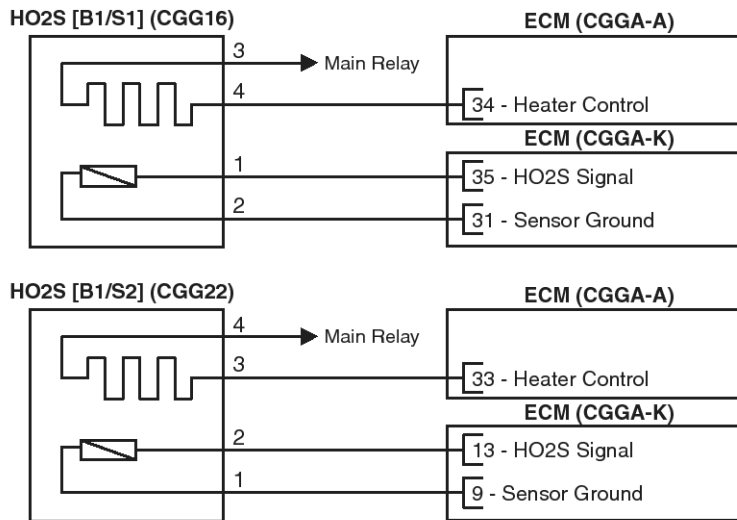 HO2S [B1/S1] (CGG16)
ECM (CGGA-A)
3
Main Relay
4
34 - Heater Control
ECM (CGGA-K)
1
35 - HO2S Signal
2
31 - Sensor Ground
HO2S [B1/S2] (CGG22)
ECM (CGGA-A)
4
Main Relay
3
33 - Heater Control
ECM (CGGA-K)
2
13 - HO2S Signal
1
9 - Sensor Ground